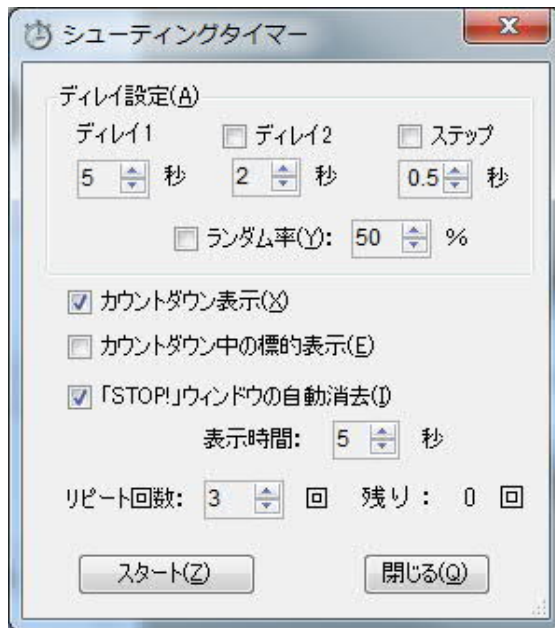 シューティングタイマー
ディレイ設定(A)
ディレイ1 ディレイ2 ステップ
5 秒 2 秒 0.5 秒
ランダム率(Y): 50 %
カウントダウン表示(X)
カウントダウン中の標的表示(E)
「STOP!」ウィンドウの自動消去(I)
表示時間: 5 秒
リピート回数: 3 回 残り: 0 回
スタート(Z) 閉じる(Q)